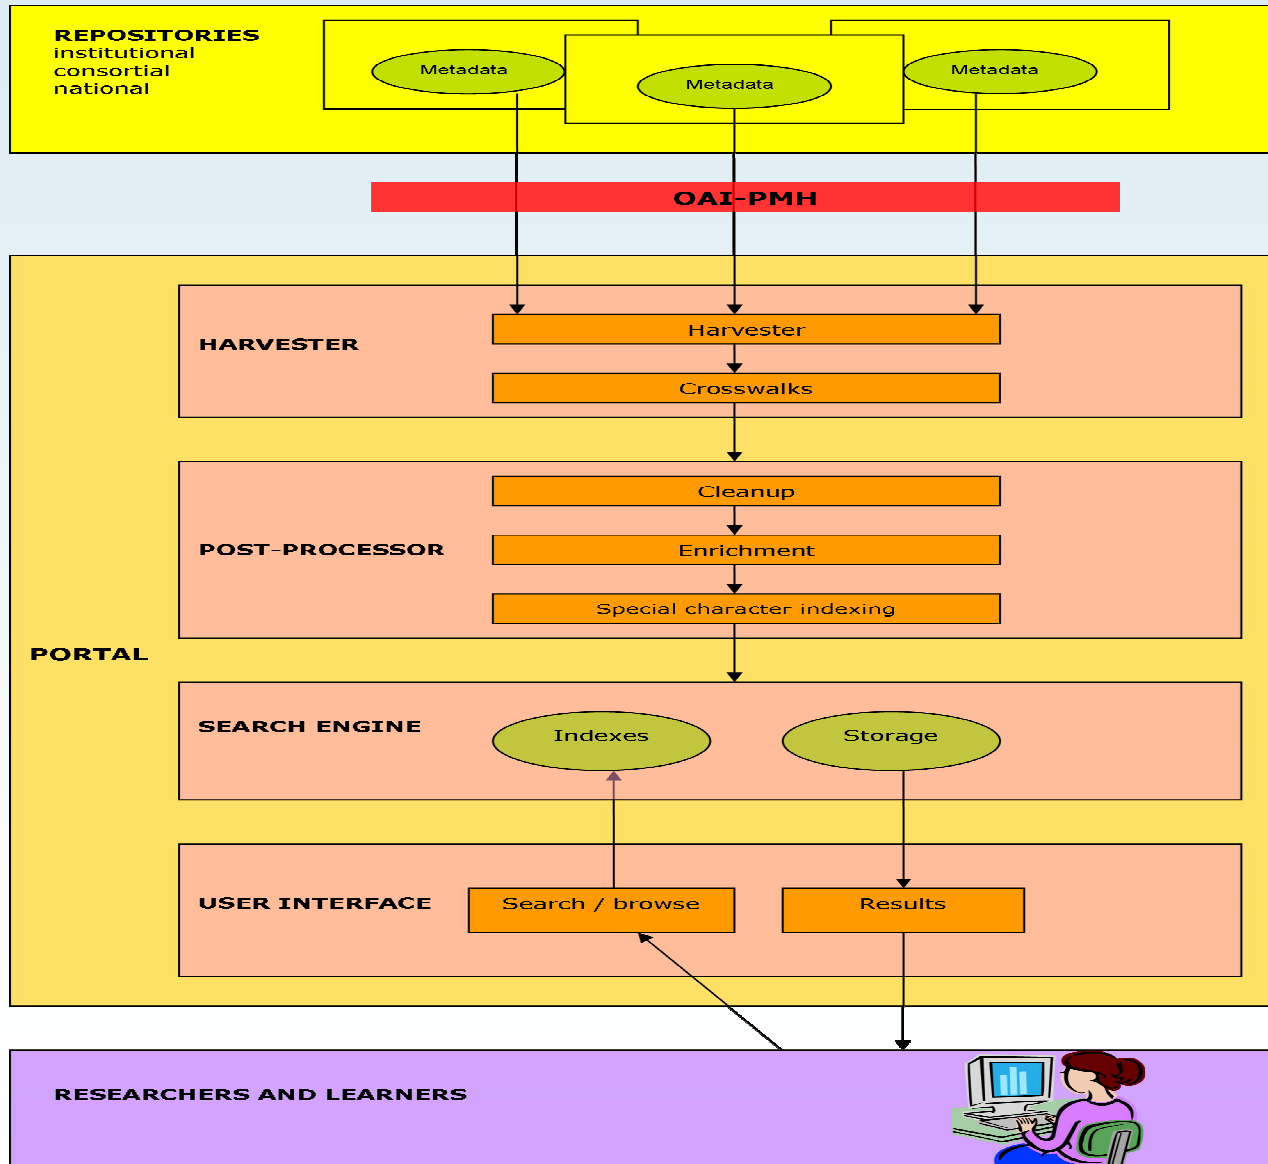 REPOSITORIES
institutional
consortial
national
Metadata
Metadata
Metadata
OAI-PMH
HARVESTER
Harvester
Crosswalks
POST-PROCESSOR
Cleanup
Enrichment
Special character indexing
PORTAL
SEARCH ENGINE
Indexes
Storage
USER INTERFACE
Search / browse
Results
RESEARCHERS AND LEARNERS